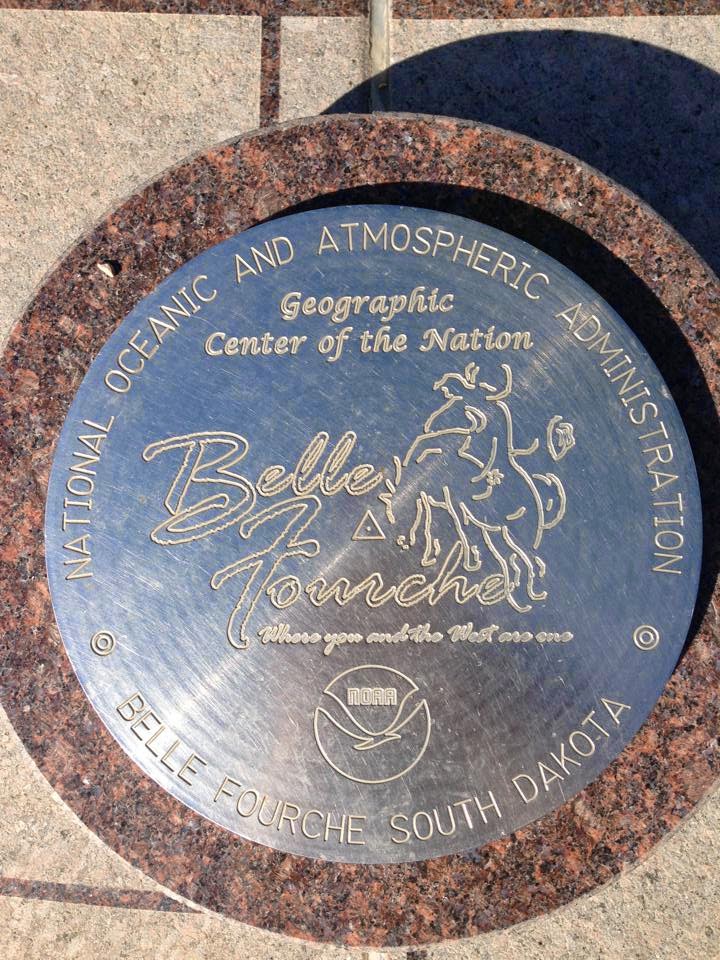 NATIONAL OCEANIC AND ATMOSPHERIC ADMINISTRATION
Geographic
Center of the Nation
Belle
Fourche
Where you and the West are one
NOAA
BELLE FOURCHE SOUTH DAKOTA